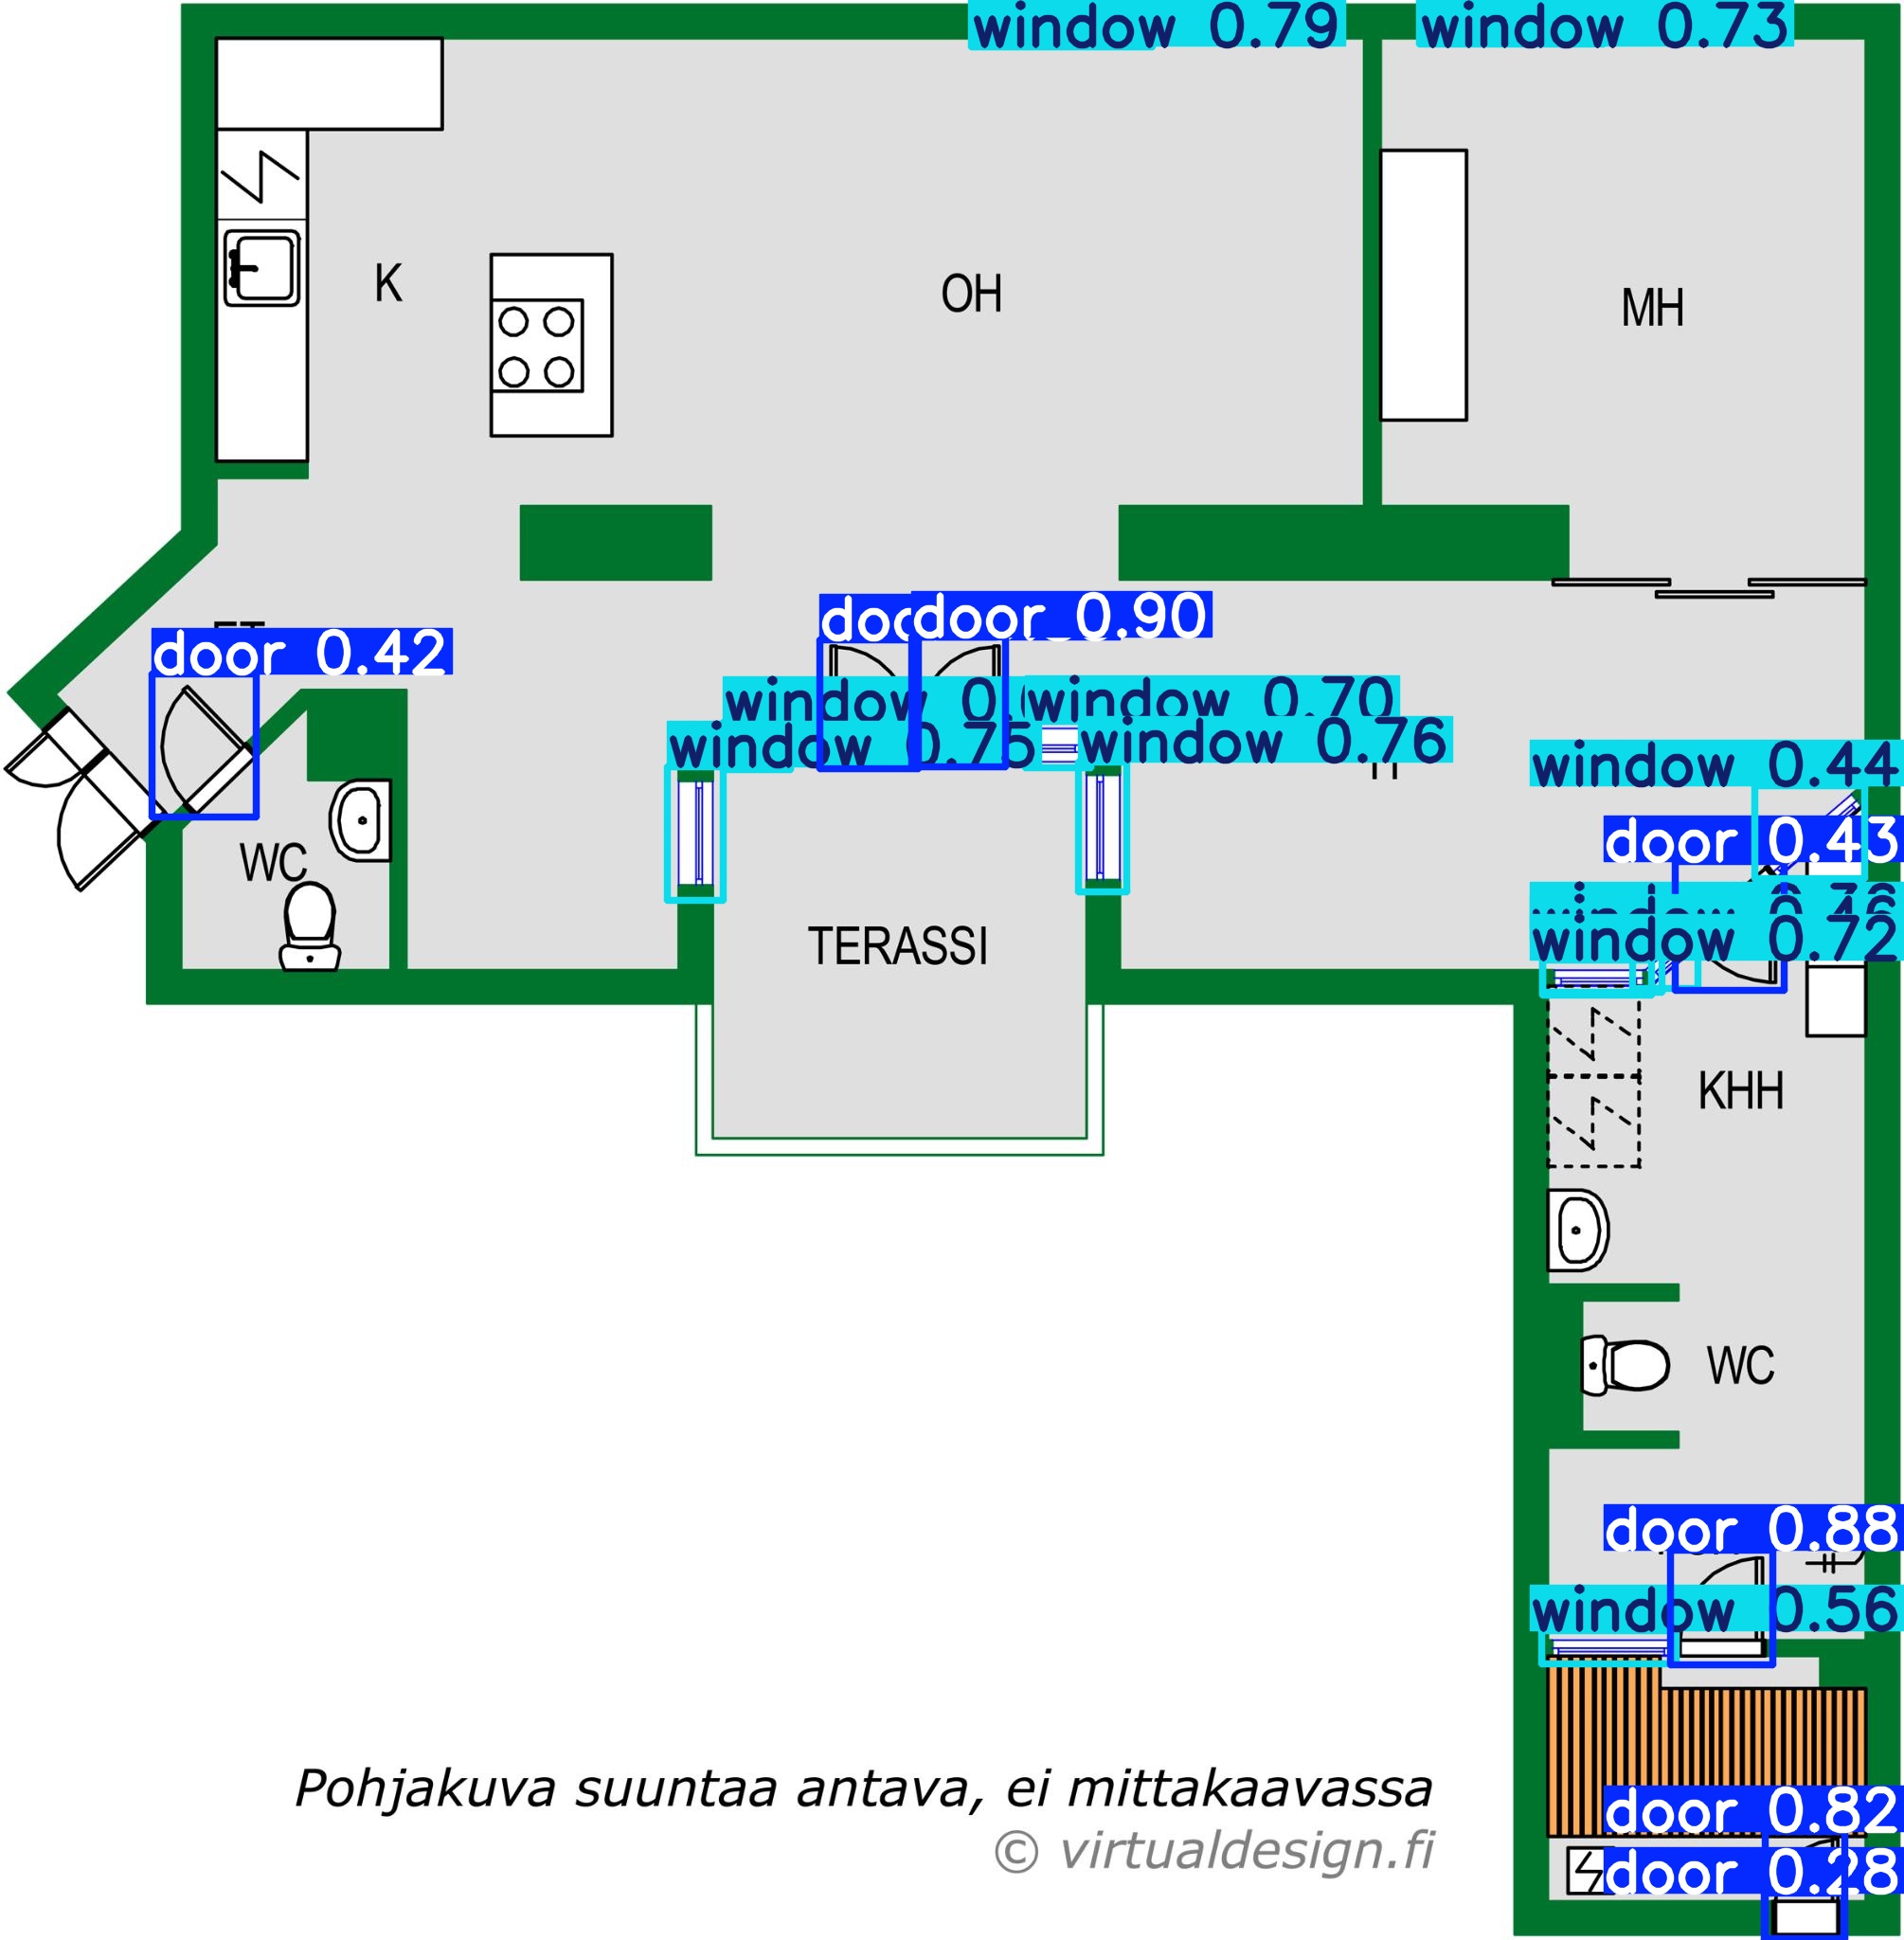 window 0.79
window 0.73
K
OH
MH
door 0.42
door 0.90
window
window 0.70
window 0.75
window 0.76
window 0.44
door 0.43
WC
window 0.72
TERASSI
KHH
WC
door 0.88
window 0.56
Pohjakuva suuntaa antava, ei mittakaavassa
door 0.82
© virtualdesign.fi
door 0.28